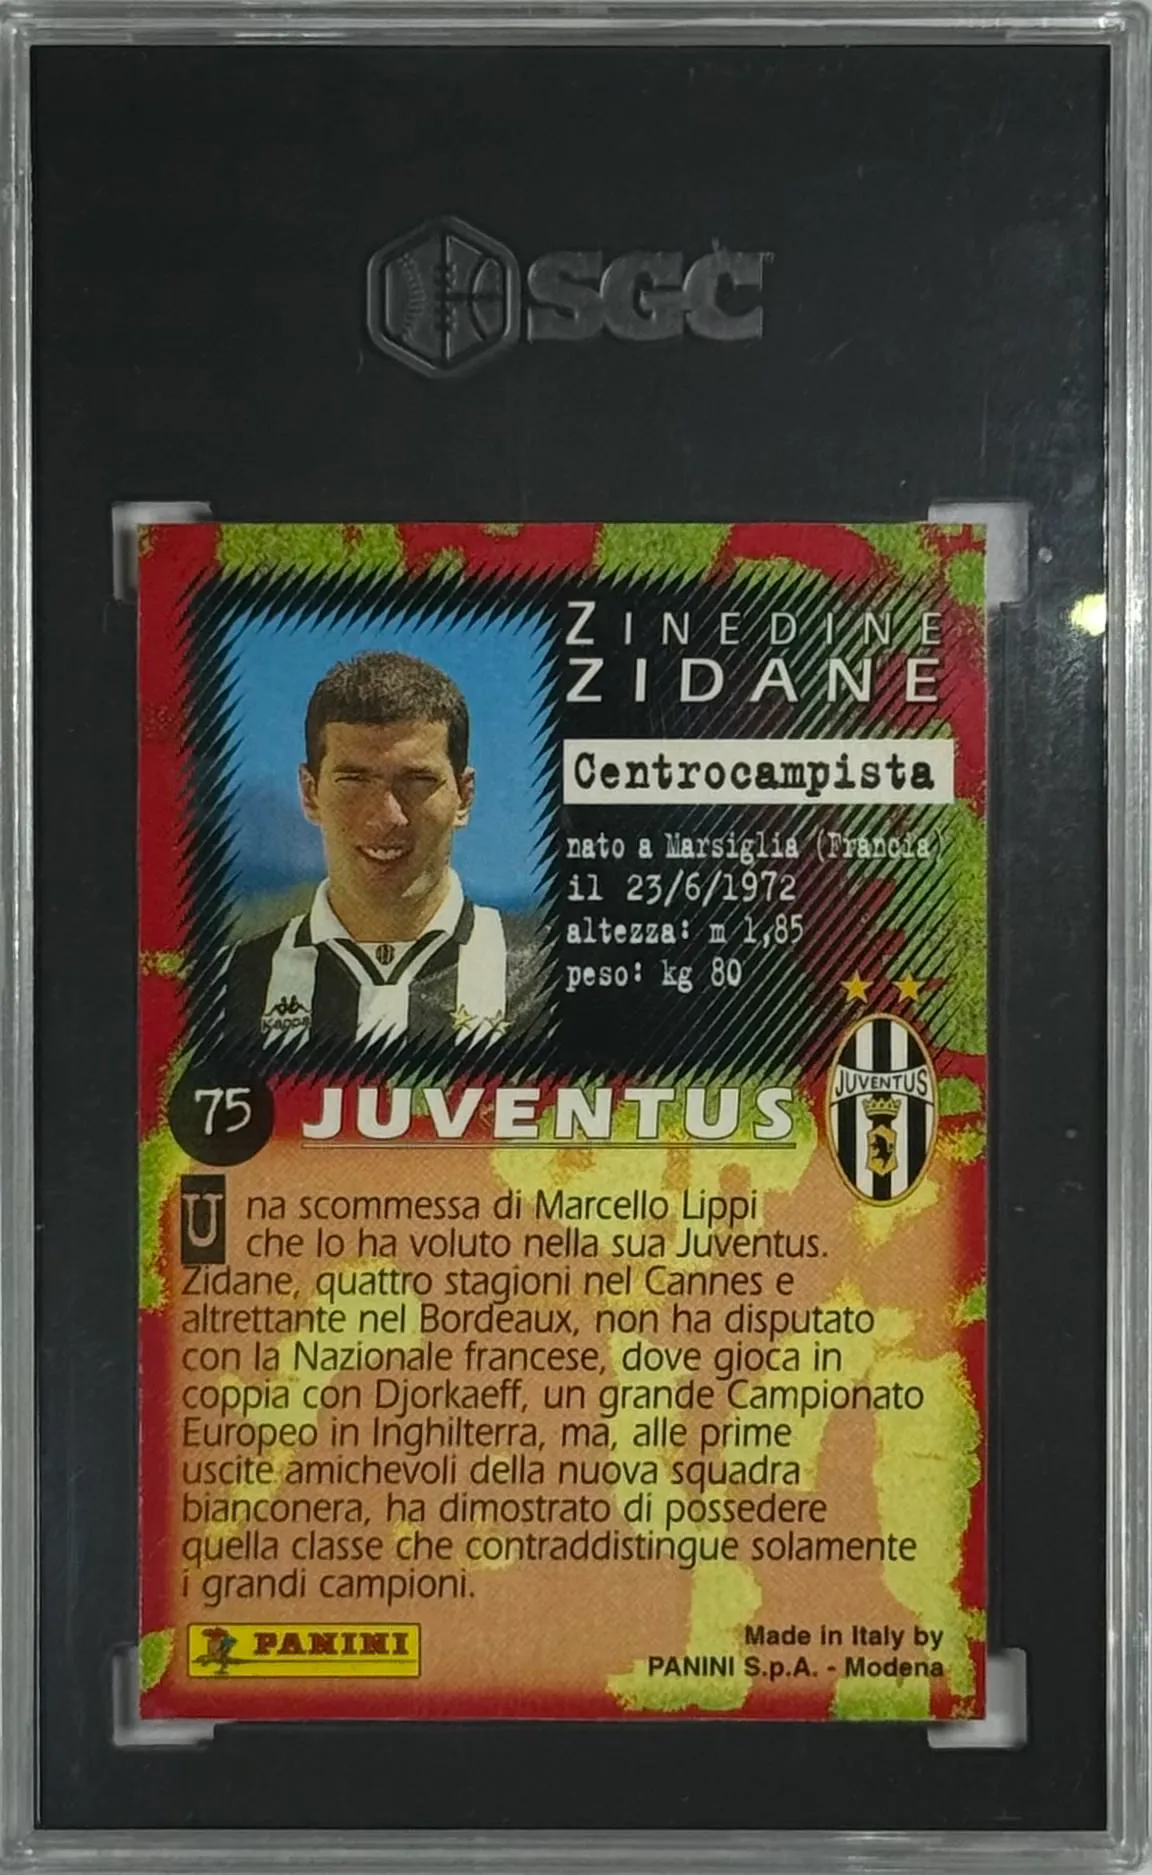 SGC
ZINEDINE
ZIDANE
Centrocampista
nato a Marsiglia (Francia)
il 23/6/1972
altezza: m 1,85
peso: kg 80
Kappa
75
JUVENTUS
JUVENTUS
Una scommessa di Marcello Lippi
che lo ha voluto nella sua Juventus.
Zidane, quattro stagioni nel Cannes e
altrettante nel Bordeaux, non ha disputato
con la Nazionale francese, dove gioca in
coppia con Djorkaeff, un grande Campionato
Europeo in Inghilterra, ma, alle prime
uscite amichevoli della nuova squadra
bianconera, ha dimostrato di possedere
quella classe che contraddistingue solamente
i grandi campioni.
PANINI
Made in Italy by
PANINI S.p.A. - Modena